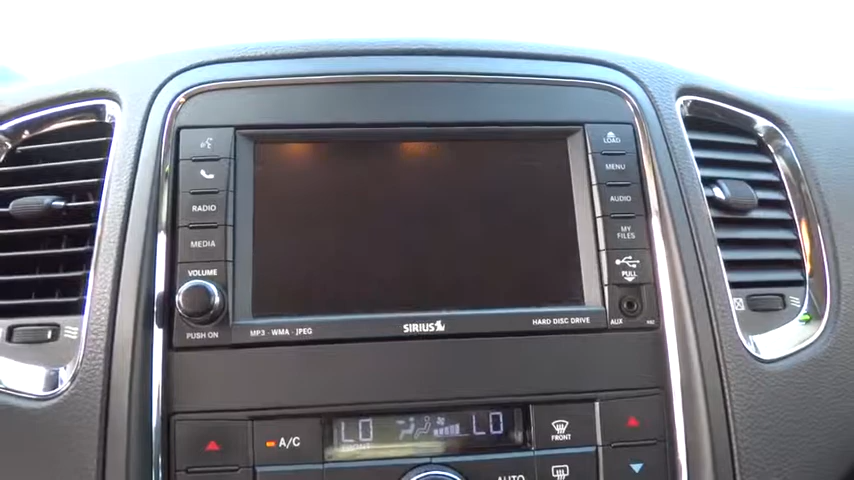 LOAD
MENU
RADIO
AUDIO
MEDIA
MY
FILES
VOLUME
PULL
PUSH ON
MP3·WMA·JPEG
SIRIUS
HARD DISC DRIVE
AUX
LO
LO
FRONT
A/C
FRONT
AUTO